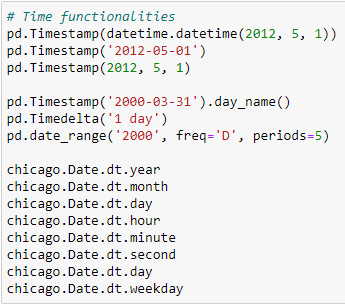 # Time functionalities
pd.Timestamp(datetime.datetime(2012, 5, 1))
pd.Timestamp('2012-05-01')
pd.Timestamp(2012, 5, 1)
pd.Timestamp('2000-03-31').day_name()
pd.Timedelta('1 day')
pd.date_range('2000', freq='D', periods=5)
chicago.Date.dt.year
chicago.Date.dt.month
chicago.Date.dt.day
chicago.Date.dt.hour
chicago.Date.dt.minute
chicago.Date.dt.second
chicago.Date.dt.day
chicago.Date.dt.weekday